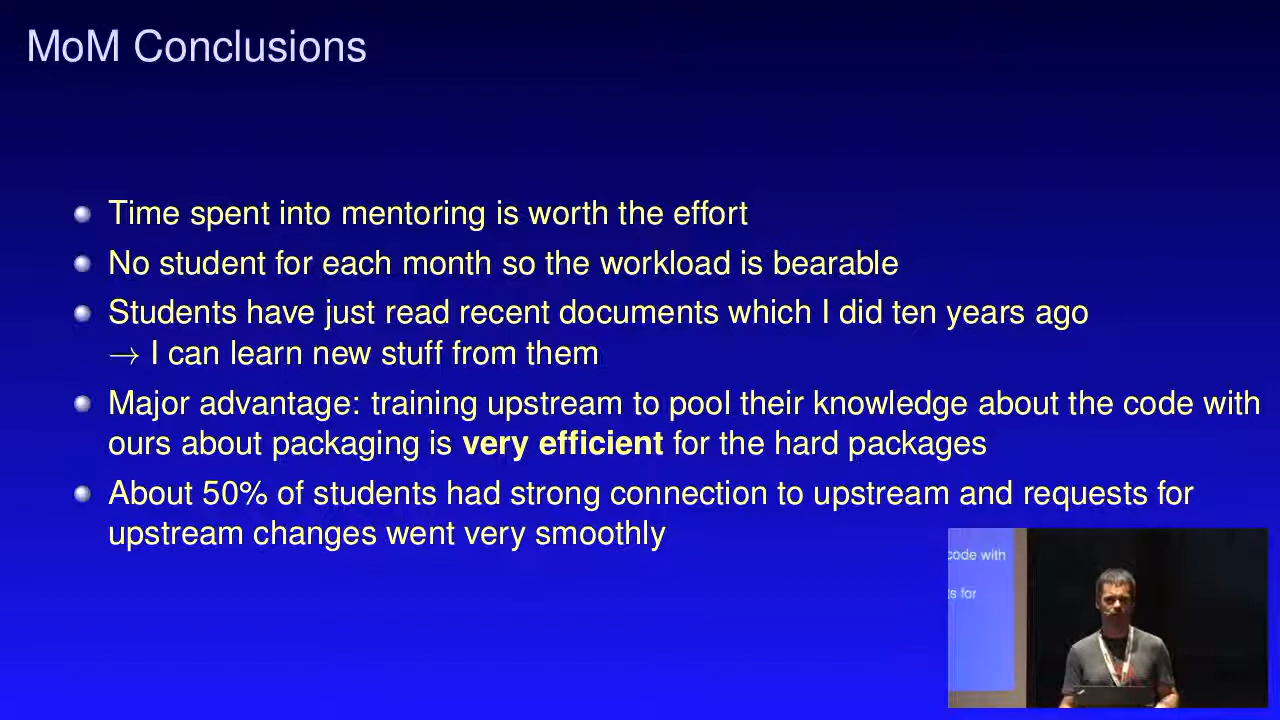 MoM Conclusions
Time spent into mentoring is worth the effort
No student for each month so the workload is bearable
Students have just read recent documents which I did ten years ago
→ I can learn new stuff from them
Major advantage: training upstream to pool their knowledge about the code with
ours about packaging is very efficient for the hard packages
About 50% of students had strong connection to upstream and requests for
upstream changes went very smoothly
code with
s for